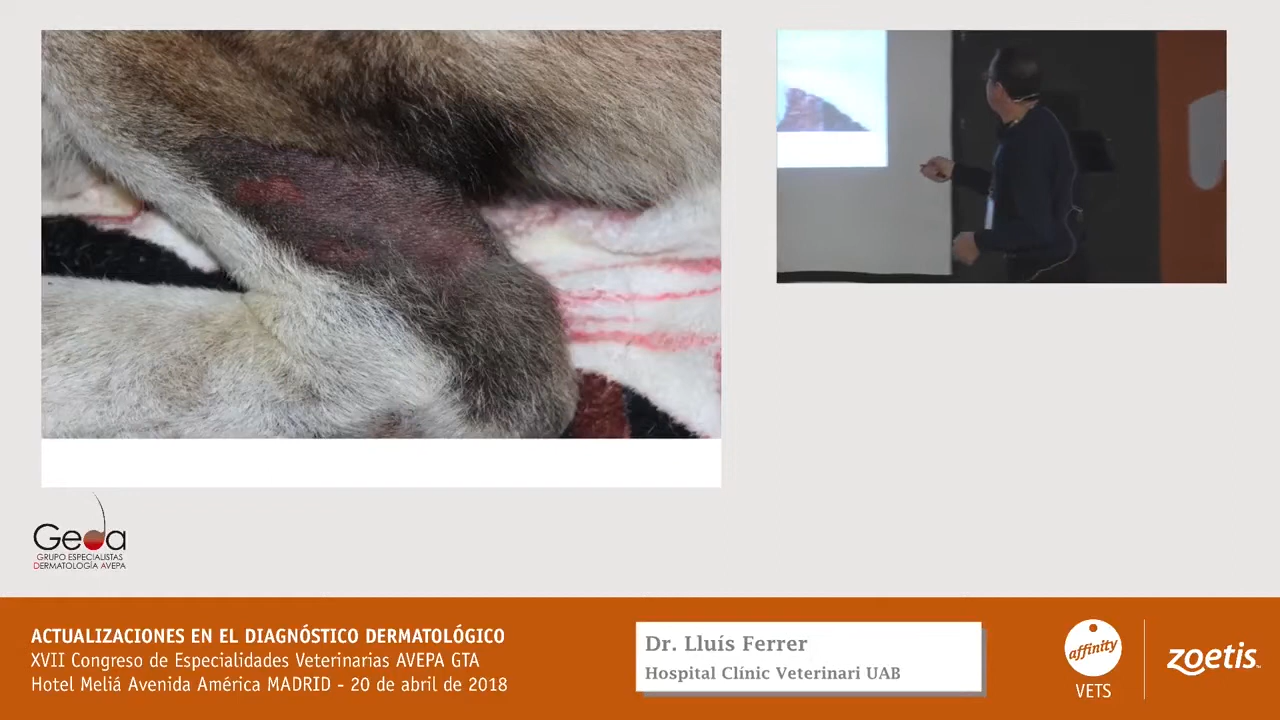 Geda
GRUPO ESPECIALISTAS
DERMATOLOGÍA AVEPA
ACTUALIZACIONES EN EL DIAGNÓSTICO DERMATOLÓGICO
XVII Congreso de Especialidades Veterinarias AVEPA GTA
Hotel Meliá Avenida América MADRID - 20 de abril de 2018
Dr. Lluís Ferrer
Hospital Clínic Veterinari UAB
affinity
VETS
zoetis